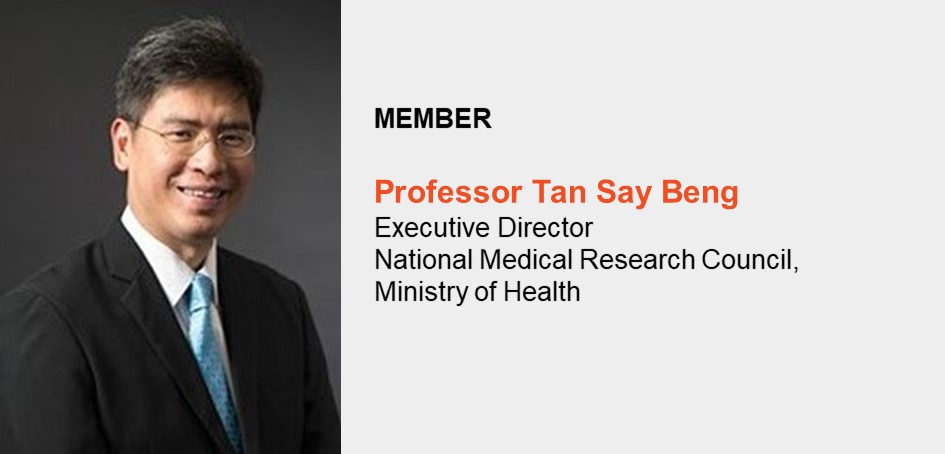 MEMBER
Professor Tan Say Beng
Executive Director
National Medical Research Council,
Ministry of Health